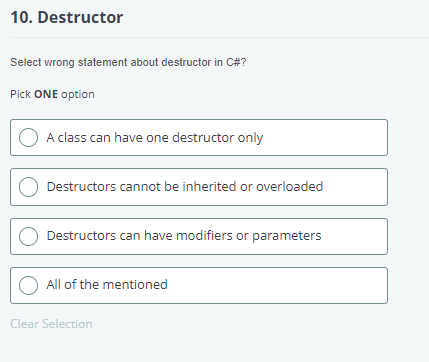 10. Destructor
Select wrong statement about destructor in C#?
Pick ONE option
A class can have one destructor only
Destructors cannot be inherited or overloaded
Destructors can have modifiers or parameters
All of the mentioned
Clear Selection